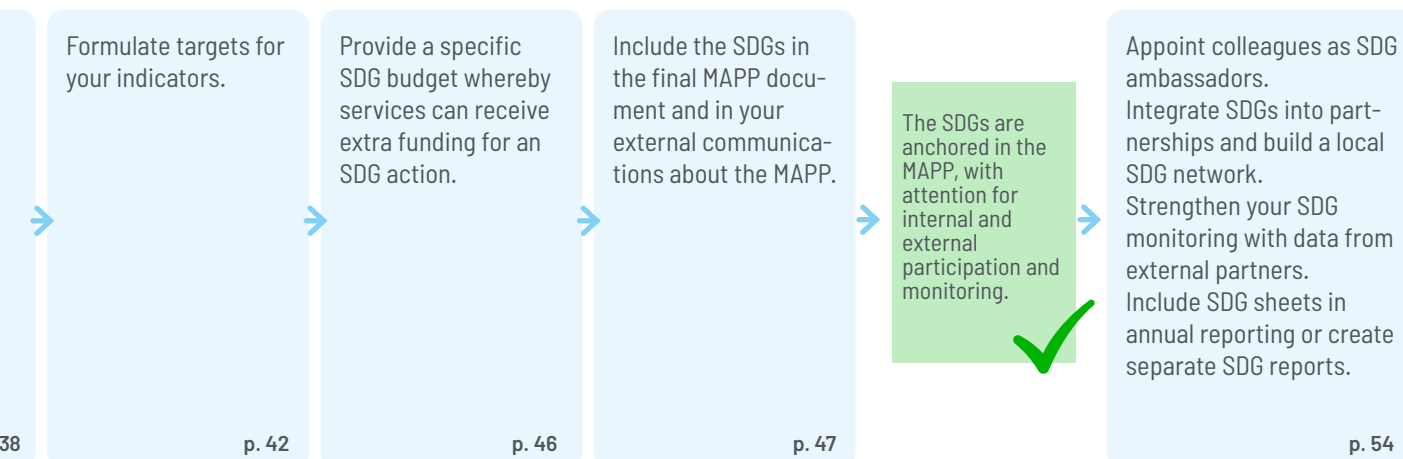 38
Formulate targets for
your indicators.
p. 42
Provide a specific
SDG budget whereby
services can receive
extra funding for an
SDG action.
p. 46
Include the SDGs in
the final MAPP docu-
ment and in your
external communica-
tions about the MAPP.
p. 47
The SDGs are
anchored in the
MAPP, with
attention for
internal and
external
participation and
monitoring.
Appoint colleagues as SDG
ambassadors.
Integrate SDGs into part-
nerships and build a local
SDG network.
Strengthen your SDG
monitoring with data from
external partners.
Include SDG sheets in
annual reporting or create
separate SDG reports.
p. 54